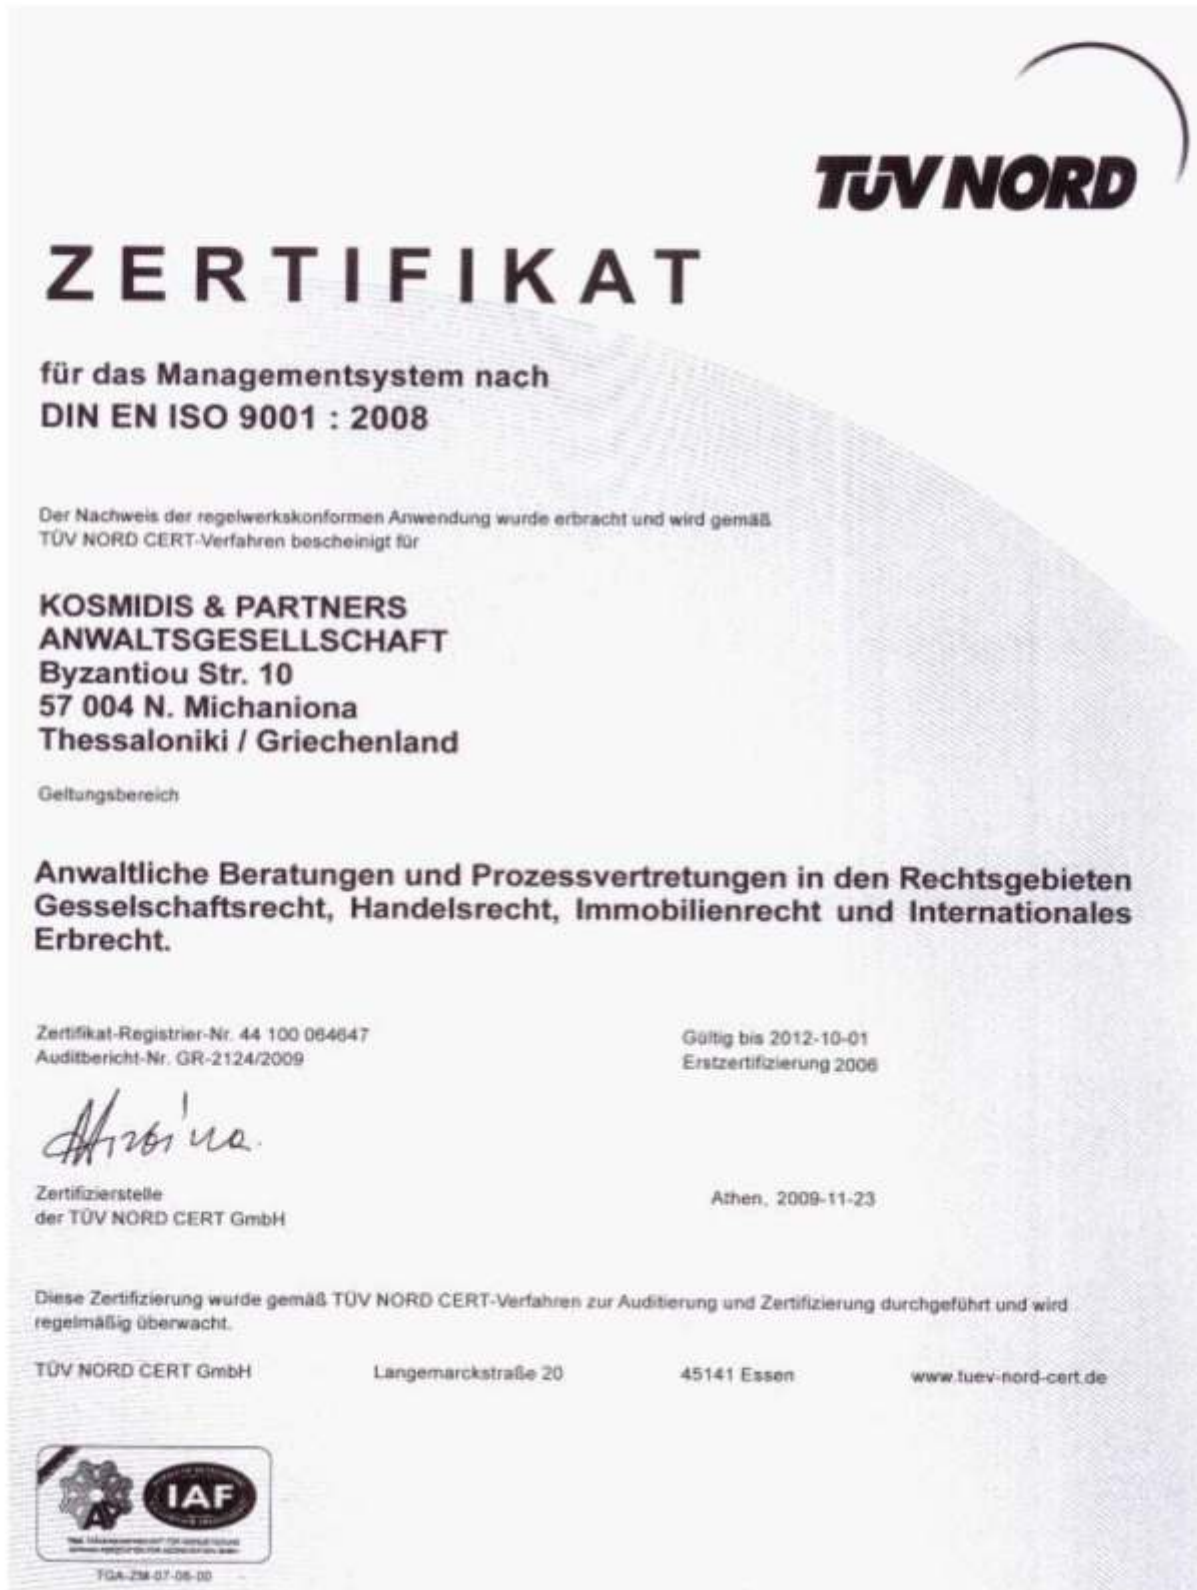 TÜV NORD
ZERTIFIKAT
für das Managementsystem nach
DIN EN ISO 9001 : 2008
Der Nachweis der regelwerkskonformen Anwendung wurde erbracht und wird gemäß
TÜV NORD CERT-Verfahren bescheinigt für
KOSMIDIS & PARTNERS
ANWALTSGESELLSCHAFT
Byzantiou Str. 10
57 004 N. Michaniona
Thessaloniki / Griechenland
Geltungsbereich
Anwaltliche Beratungen und Prozessvertretungen in den Rechtsgebieten
Gesselschaftsrecht, Handelsrecht, Immobilienrecht und Internationales
Erbrecht.
Zertifikat-Registrier-Nr. 44 100 064647
Auditbericht-Nr. GR-2124/2009
Gültig bis 2012-10-01
Erstzertifizierung 2006
Zertifizierstelle
der TÜV NORD CERT GmbH
Athen, 2009-11-23
Diese Zertifizierung wurde gemäß TÜV NORD CERT-Verfahren zur Auditierung und Zertifizierung durchgeführt und wird
regelmäßig überwacht.
TÜV NORD CERT GmbH Langemarckstraße 20 45141 Essen www.tuev-nord-cert.de
IAF
TGA-ZM-07-06-00